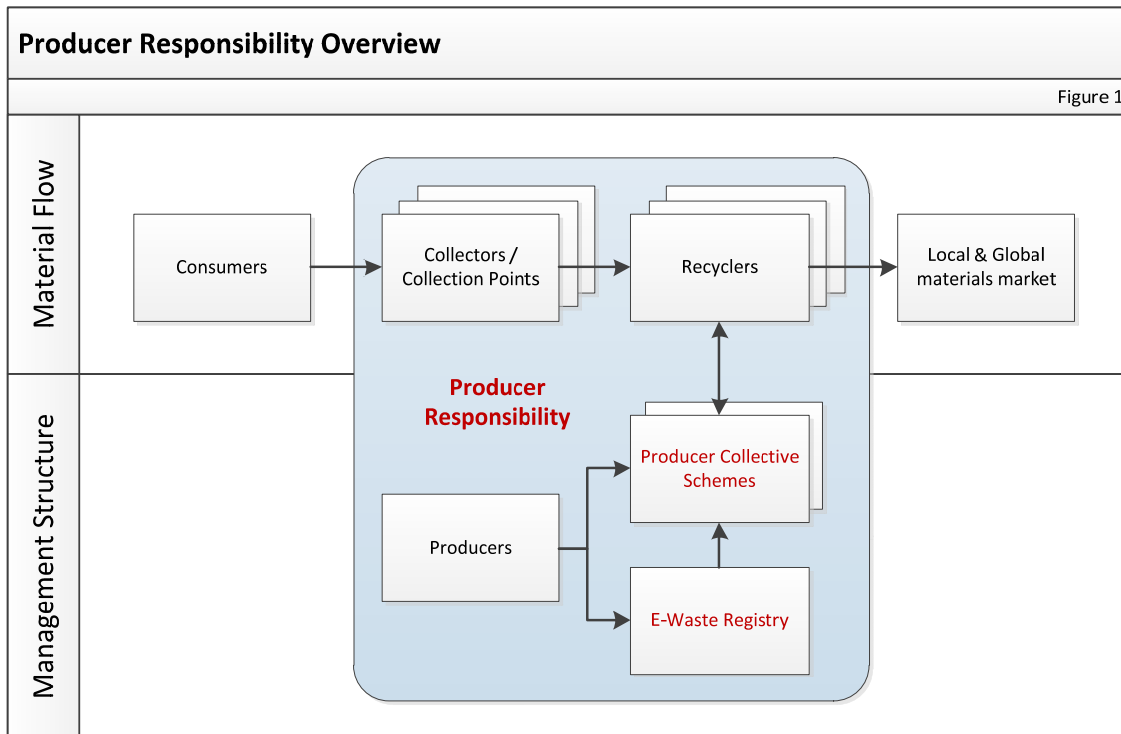 Producer Responsibility Overview
Figure 1
Material Flow
Consumers
Collectors /
Collection Points
Recyclers
Local & Global
materials market
Producer
Responsibility
Management Structure
Producer Collective
Schemes
Producers
E-Waste Registry